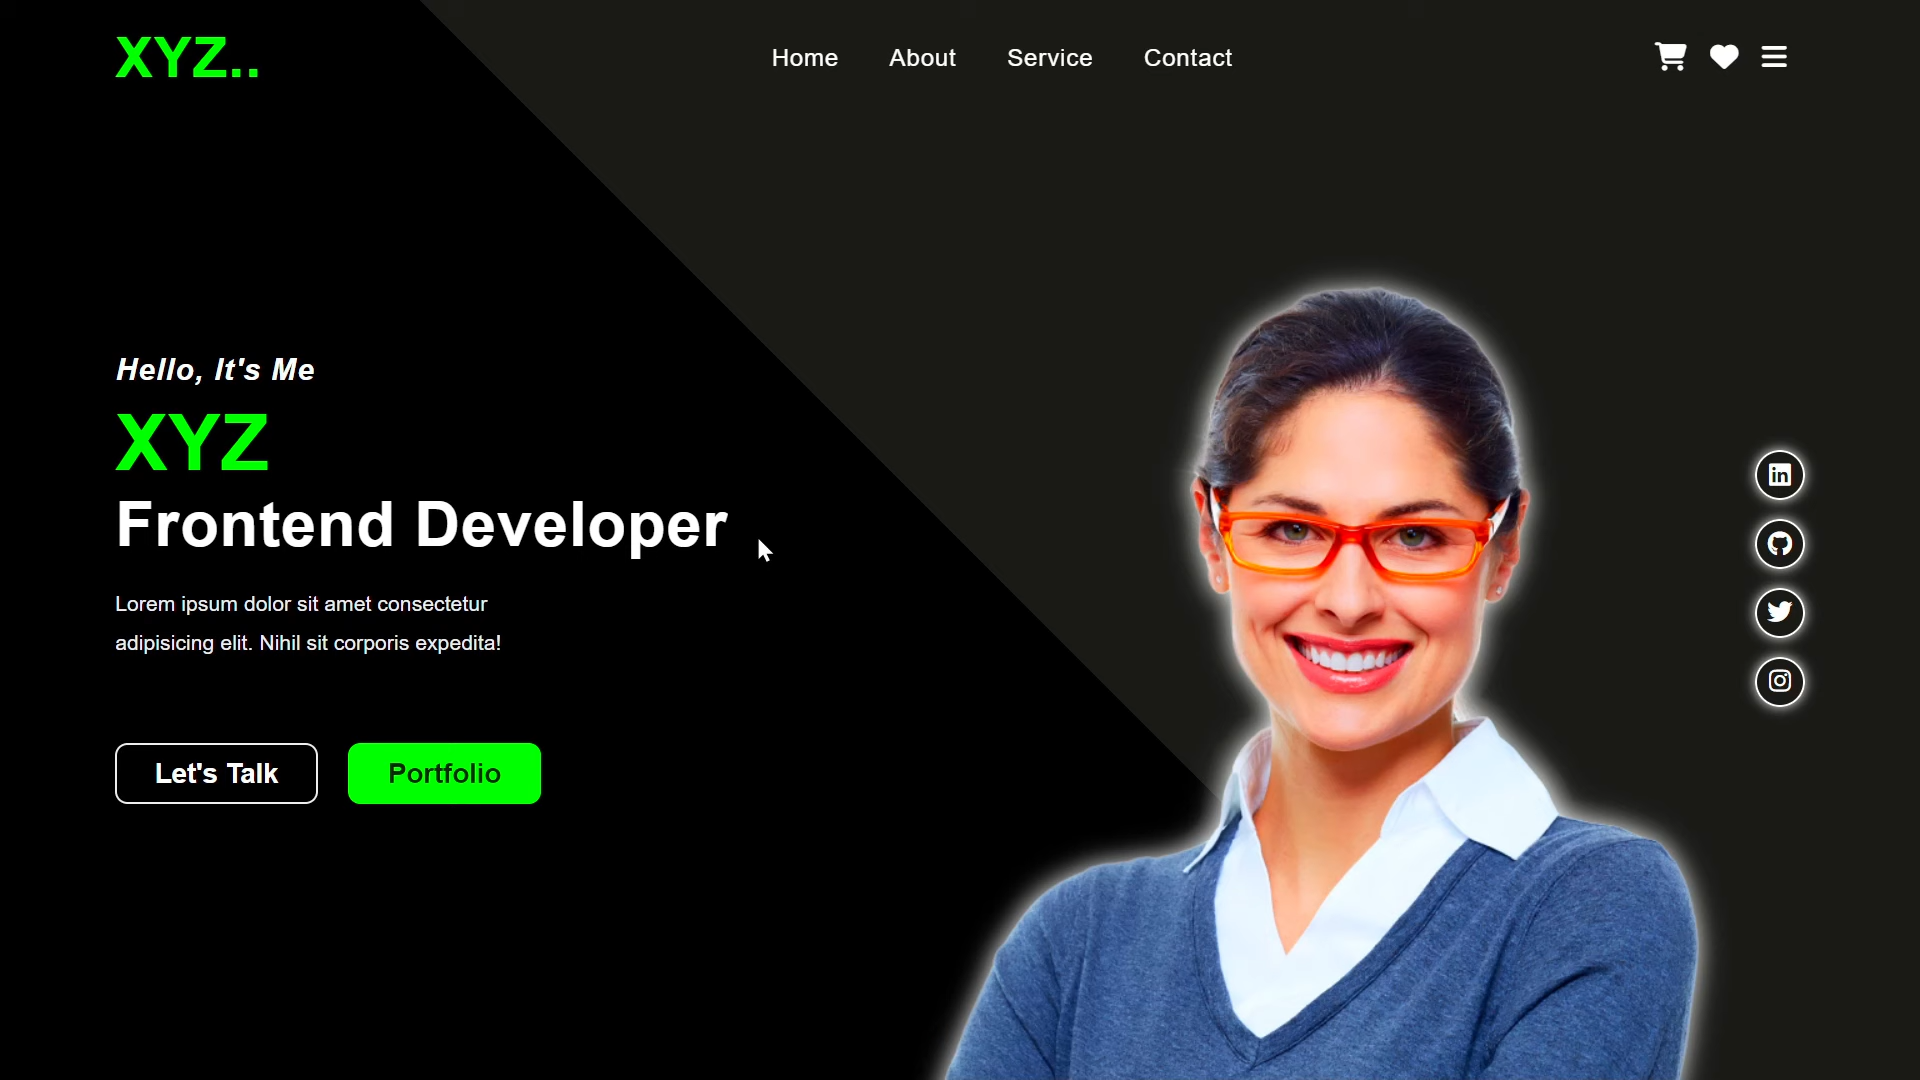 XYZ..
Home About Service Contact
Hello, It's Me
XYZ
Frontend Developer
Lorem ipsum dolor sit amet consectetur
adipisicing elit. Nihil sit corporis expedita!
Let's Talk Portfolio
in